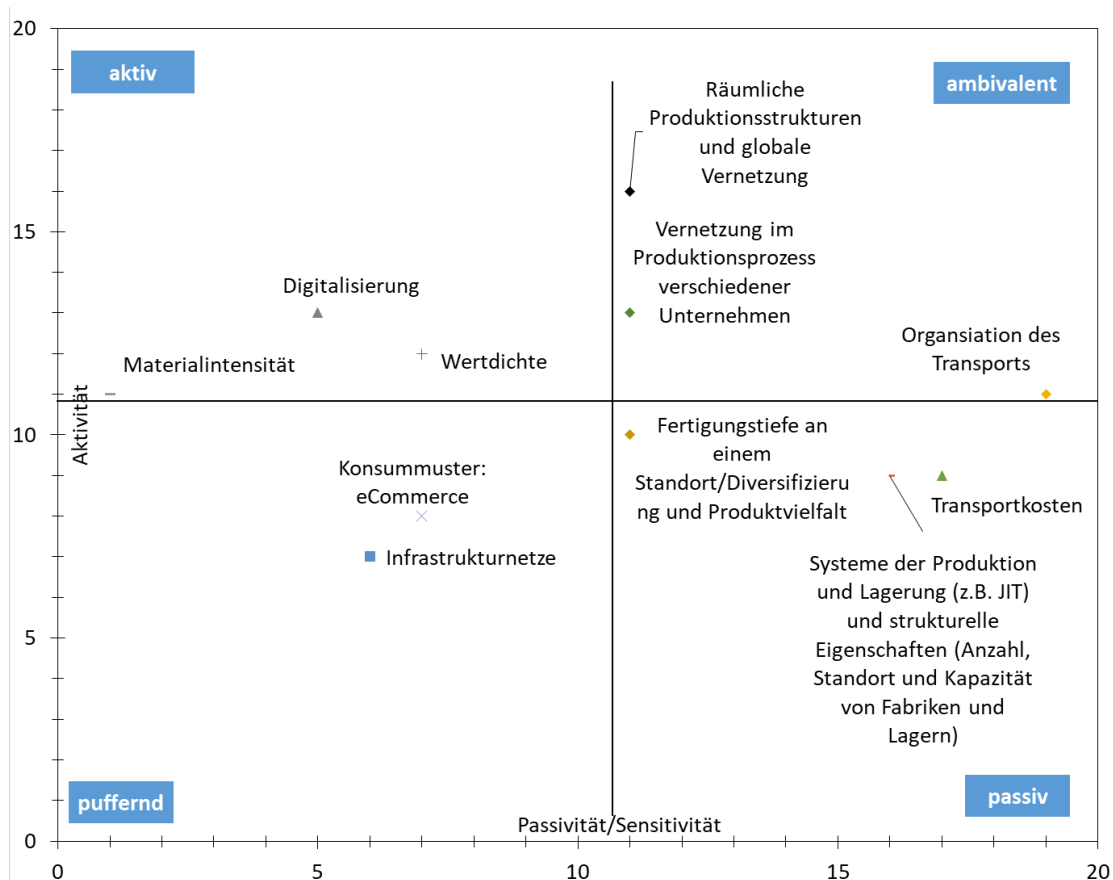 20
aktiv
ambivalent
Räumliche
Produktionsstrukturen
und globale
Vernetzung
15
Vernetzung im
Produktionsprozess
verschiedener
Unternehmen
Digitalisierung
Organsiation des
Transports
Materialintensität
Wertdichte
Aktivität
10
Fertigungstiefe an
einem
Standort/Diversifizieru
ng und Produktvielfalt
Konsummuster:
eCommerce
Transportkosten
Infrastrukturnetze
Systeme der Produktion
und Lagerung (z.B. JIT)
und strukturelle
Eigenschaften (Anzahl,
Standort und Kapazität
von Fabriken und
Lagern)
5
puffernd
passiv
Passivität/Sensitivität
0
0
5
10
15
20